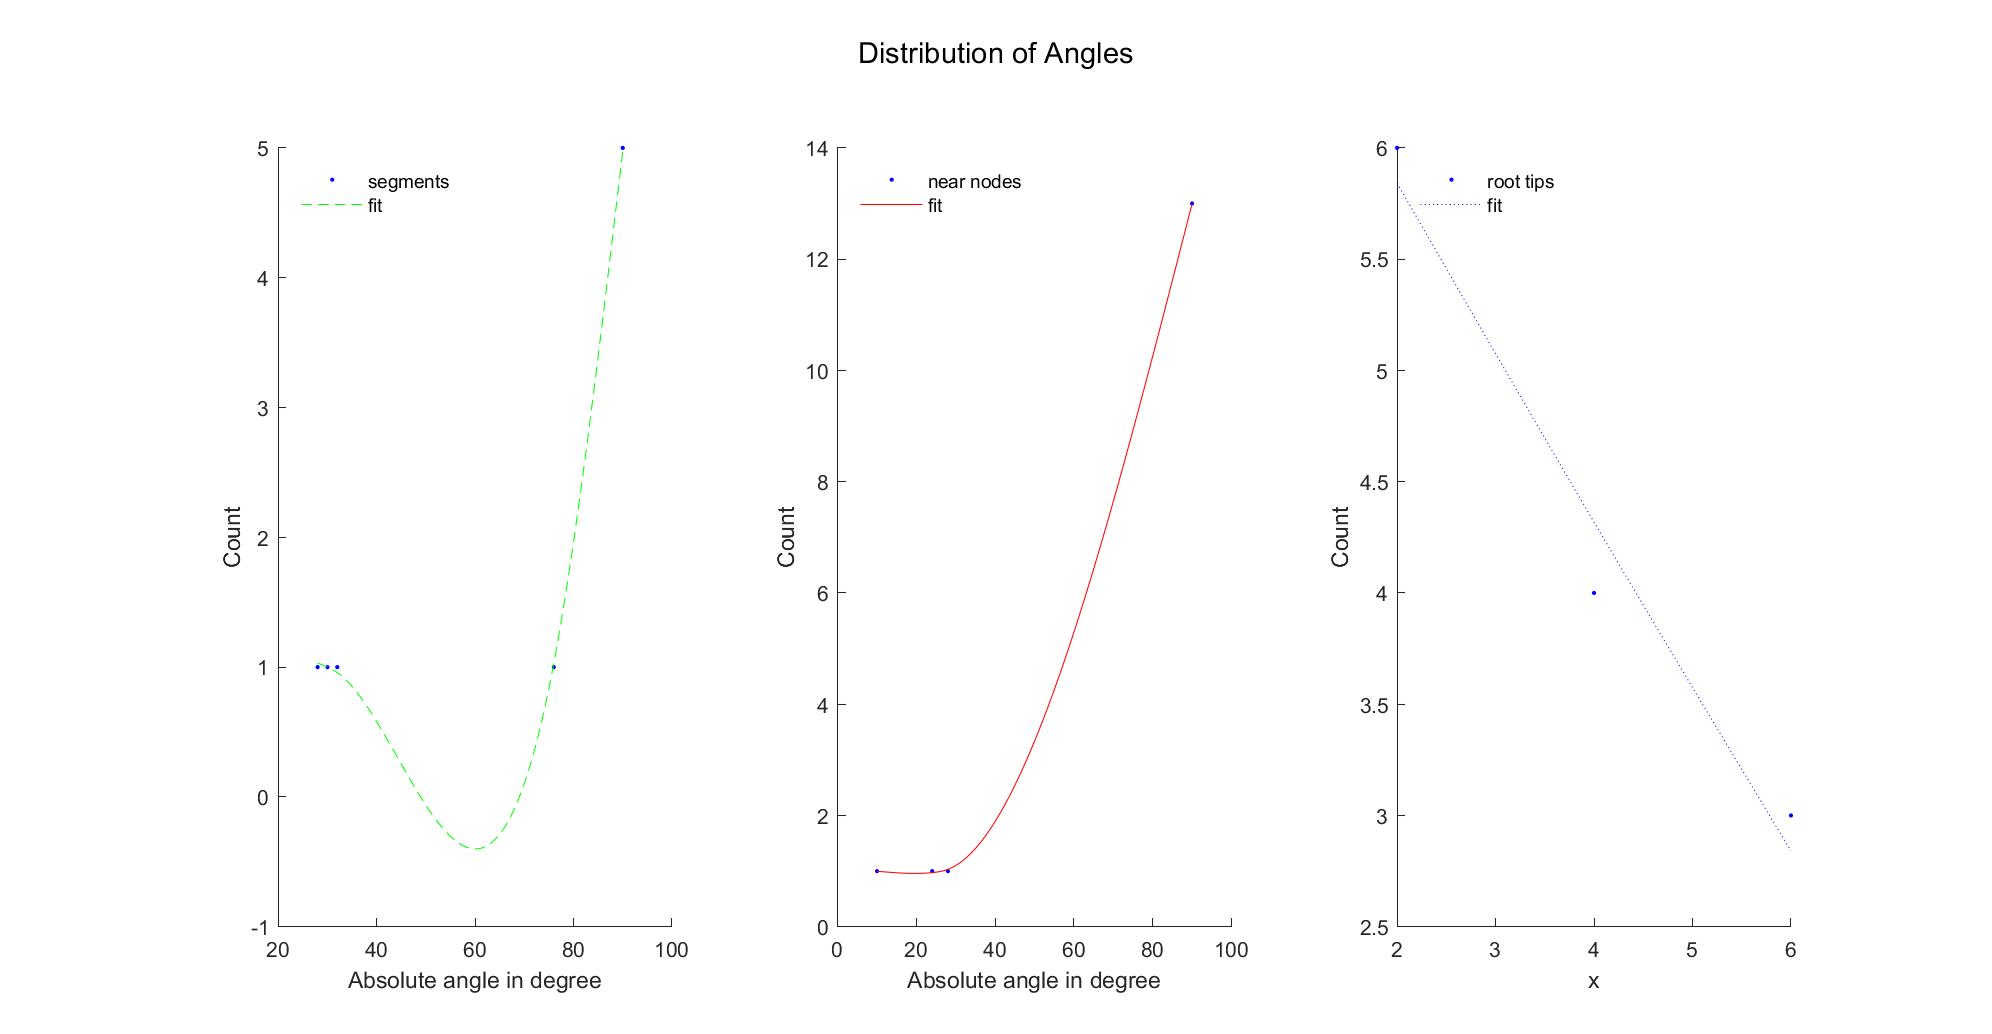 Distribution of Angles
segments
fit
5
4
3
2
1
0
-1
20 40 60 80 100
Count
Absolute angle in degree
near nodes
fit
14
12
10
8
6
4
2
0
0 20 40 60 80 100
Count
Absolute angle in degree
root tips
fit
6
5.5
5
4.5
4
3.5
3
2.5
2 3 4 5 6
Count
x